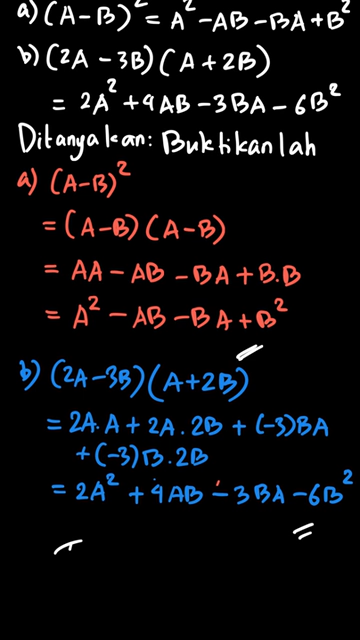 a) (A-B)² = A² - AB - BA + B²
b) (2A - 3B) (A + 2B)
= 2A² + 4AB - 3BA - 6B²
Ditanyakan: Buktikanlah
a) (A-B)²
= (A-B) (A-B)
= AA - AB - BA + B.B
= A² - AB - BA + B²
b) (2A-3B) (A+2B)
= 2A.A + 2A.2B + (-3)BA
+ (-3)B.2B
= 2A² + 4AB - 3BA - 6B²